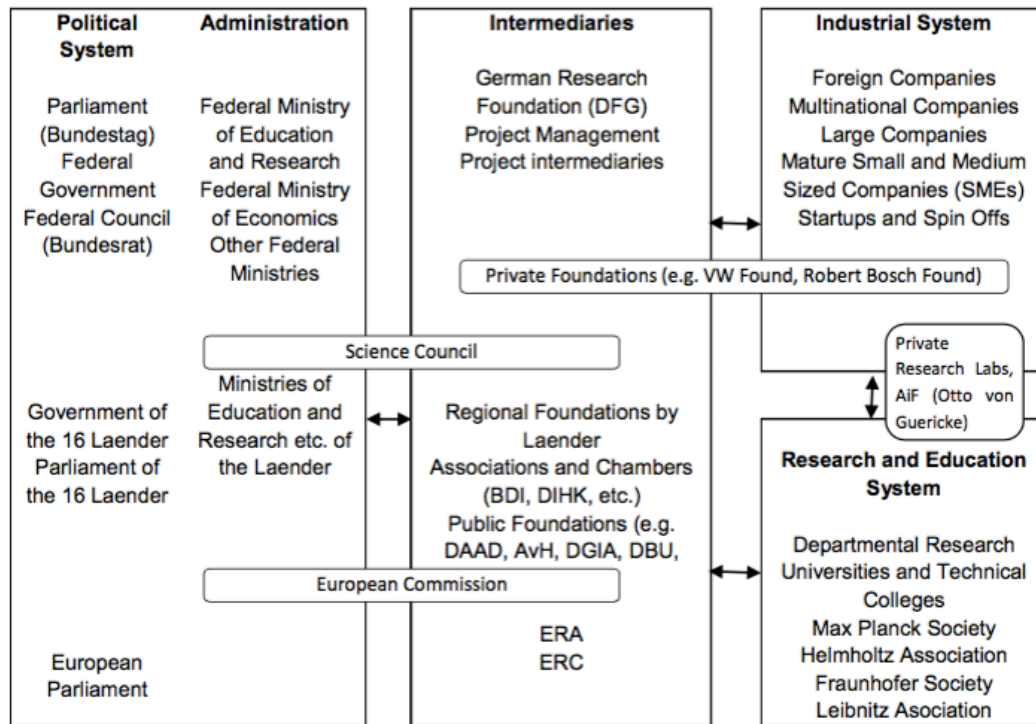 Political
System
Parliament
(Bundestag)
Federal
Government
Federal Council
(Bundesrat)
Government of
the 16 Laender
Parliament of
the 16 Laender
European
Parliament
Administration
Federal Ministry
of Education
and Research
Federal Ministry
of Economics
Other Federal
Ministries
Science Council
Ministries of
Education and
Research etc. of
the Laender
European Commission
Intermediaries
German Research
Foundation (DFG)
Project Management
Project intermediaries
Private Foundations (e.g. VW Found, Robert Bosch Found)
Regional Foundations by
Laender
Associations and Chambers
(BDI, DIHK, etc.)
Public Foundations (e.g.
DAAD, AvH, DGIA, DBU,
ERA
ERC
Industrial System
Foreign Companies
Multinational Companies
Large Companies
Mature Small and Medium
Sized Companies (SMEs)
Startups and Spin Offs
Private
Research Labs,
AiF (Otto von
Guericke)
Research and Education
System
Departmental Research
Universities and Technical
Colleges
Max Planck Society
Helmholtz Association
Fraunhofer Society
Leibnitz Asociation